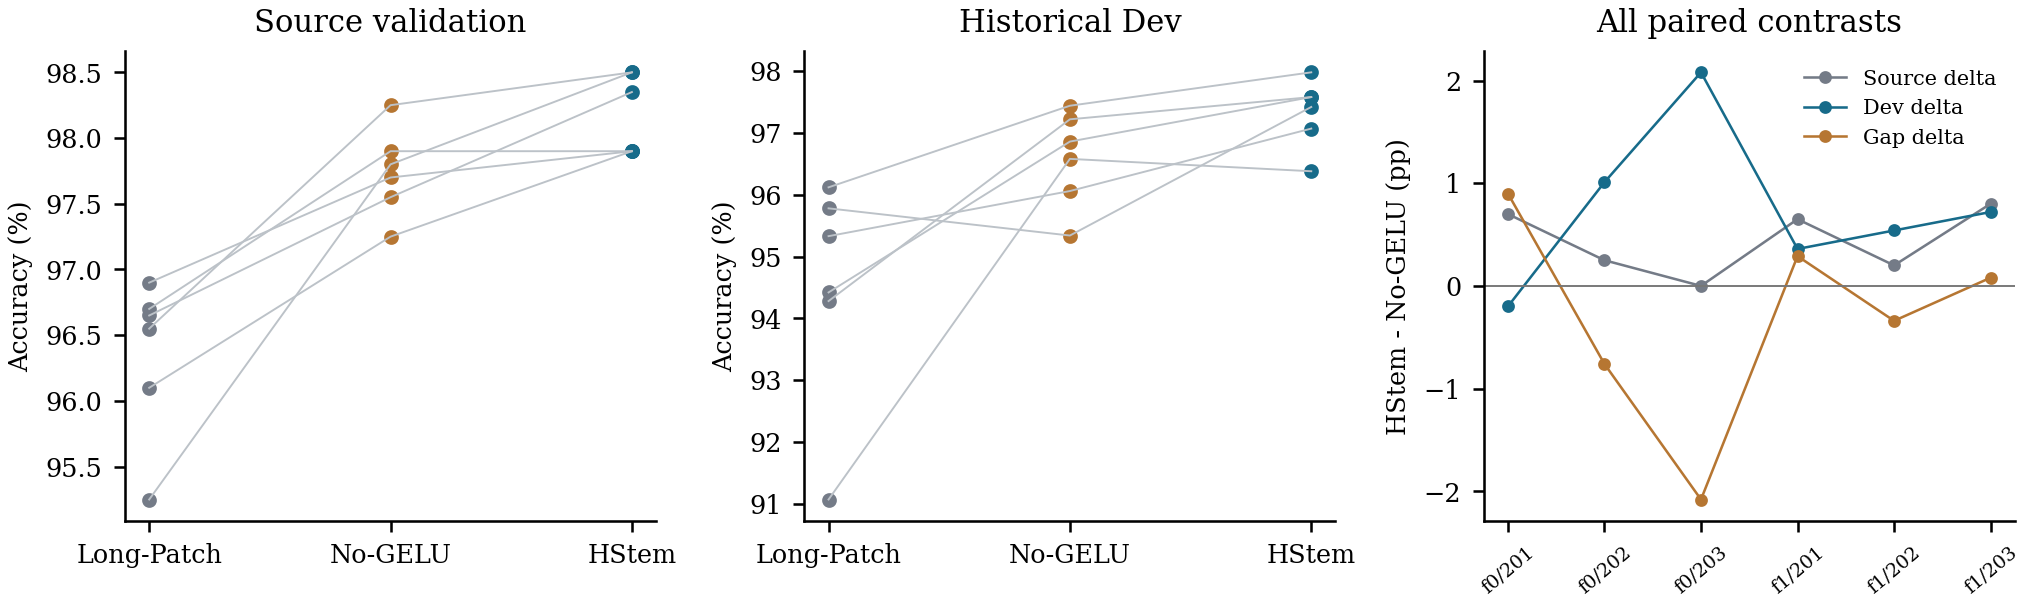 Source validation
Accuracy (%)
98.5
98.0
97.5
97.0
96.5
96.0
95.5
Long-Patch
No-GELU
HStem
Historical Dev
Accuracy (%)
98
97
96
95
94
93
92
91
Long-Patch
No-GELU
HStem
All paired contrasts
HStem - No-GELU (pp)
2
1
0
−1
−2
Source delta
Dev delta
Gap delta
f0/201
f0/202
f0/203
f1/201
f1/202
f1/203